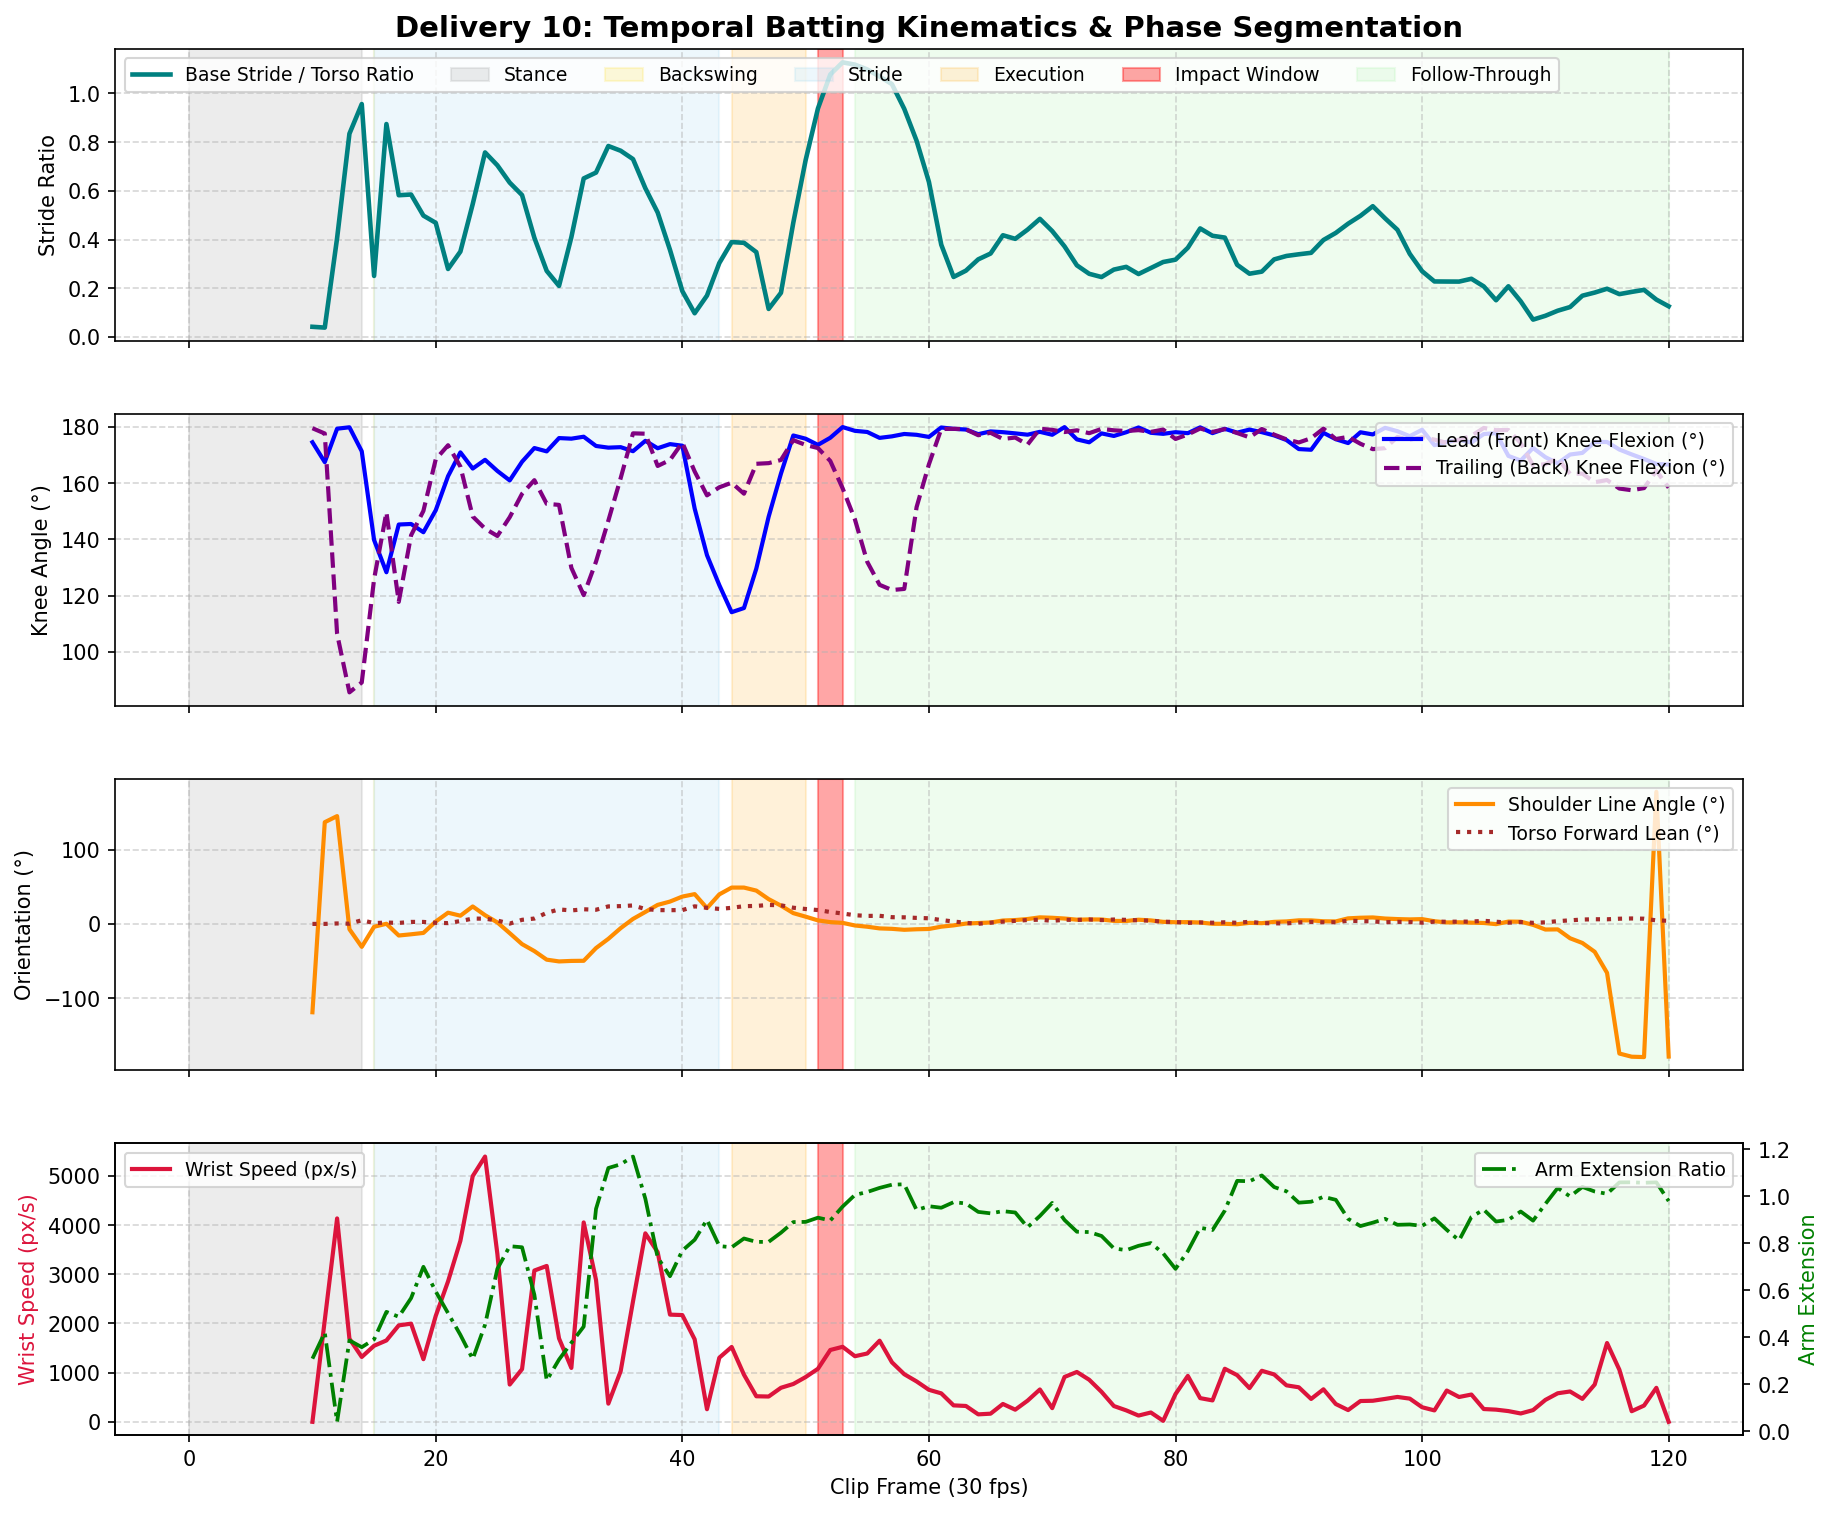 Delivery 10: Temporal Batting Kinematics & Phase Segmentation
Base Stride / Torso Ratio Stance Backswing Stride Execution Impact Window Follow-Through
Stride Ratio
1.0
0.8
0.6
0.4
0.2
0.0
Lead (Front) Knee Flexion (°)
Trailing (Back) Knee Flexion (°)
Knee Angle (°)
180
160
140
120
100
Shoulder Line Angle (°)
Torso Forward Lean (°)
Orientation (°)
100
0
−100
Wrist Speed (px/s)
Arm Extension Ratio
Wrist Speed (px/s)
5000
4000
3000
2000
1000
0
1.2
1.0
0.8
0.6
0.4
0.2
0.0
Arm Extension
0 20 40 60 80 100 120
Clip Frame (30 fps)